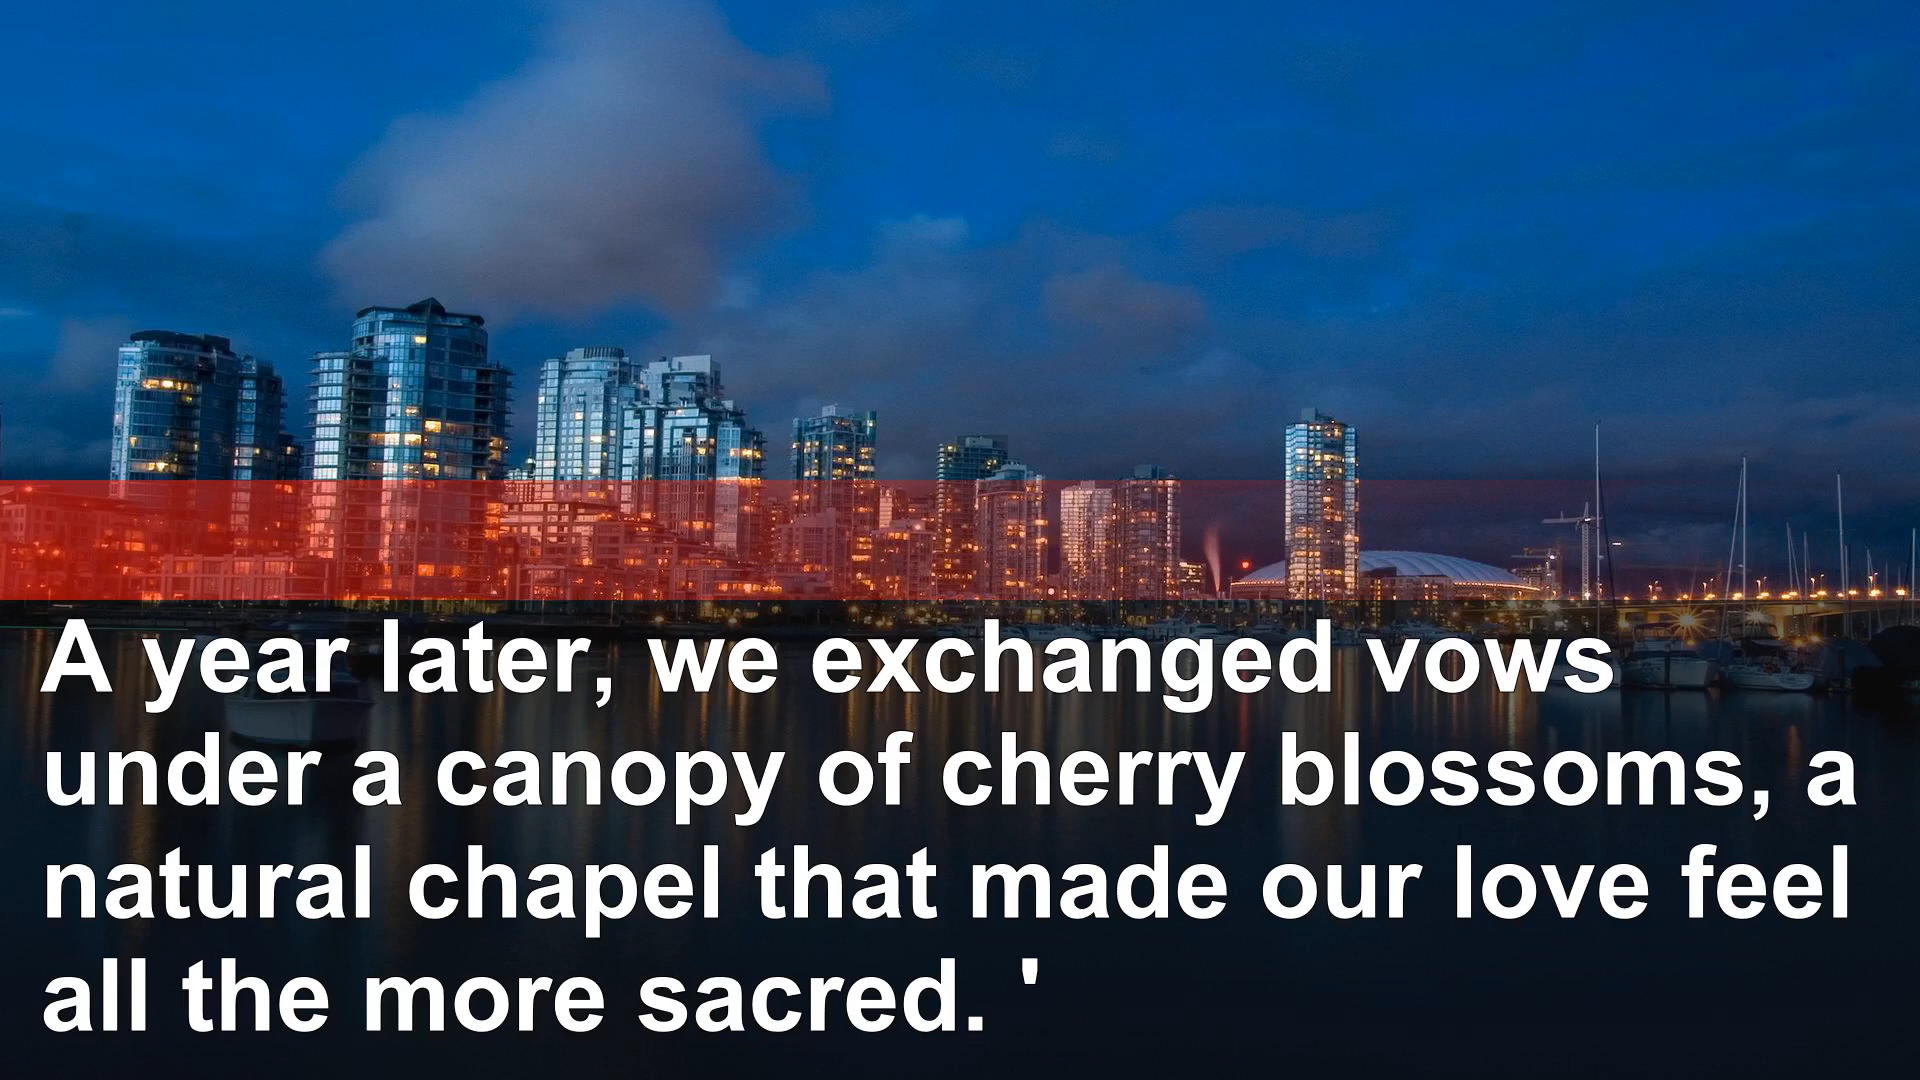 A year later, we exchanged vows
under a canopy of cherry blossoms, a
natural chapel that made our love feel
all the more sacred. '